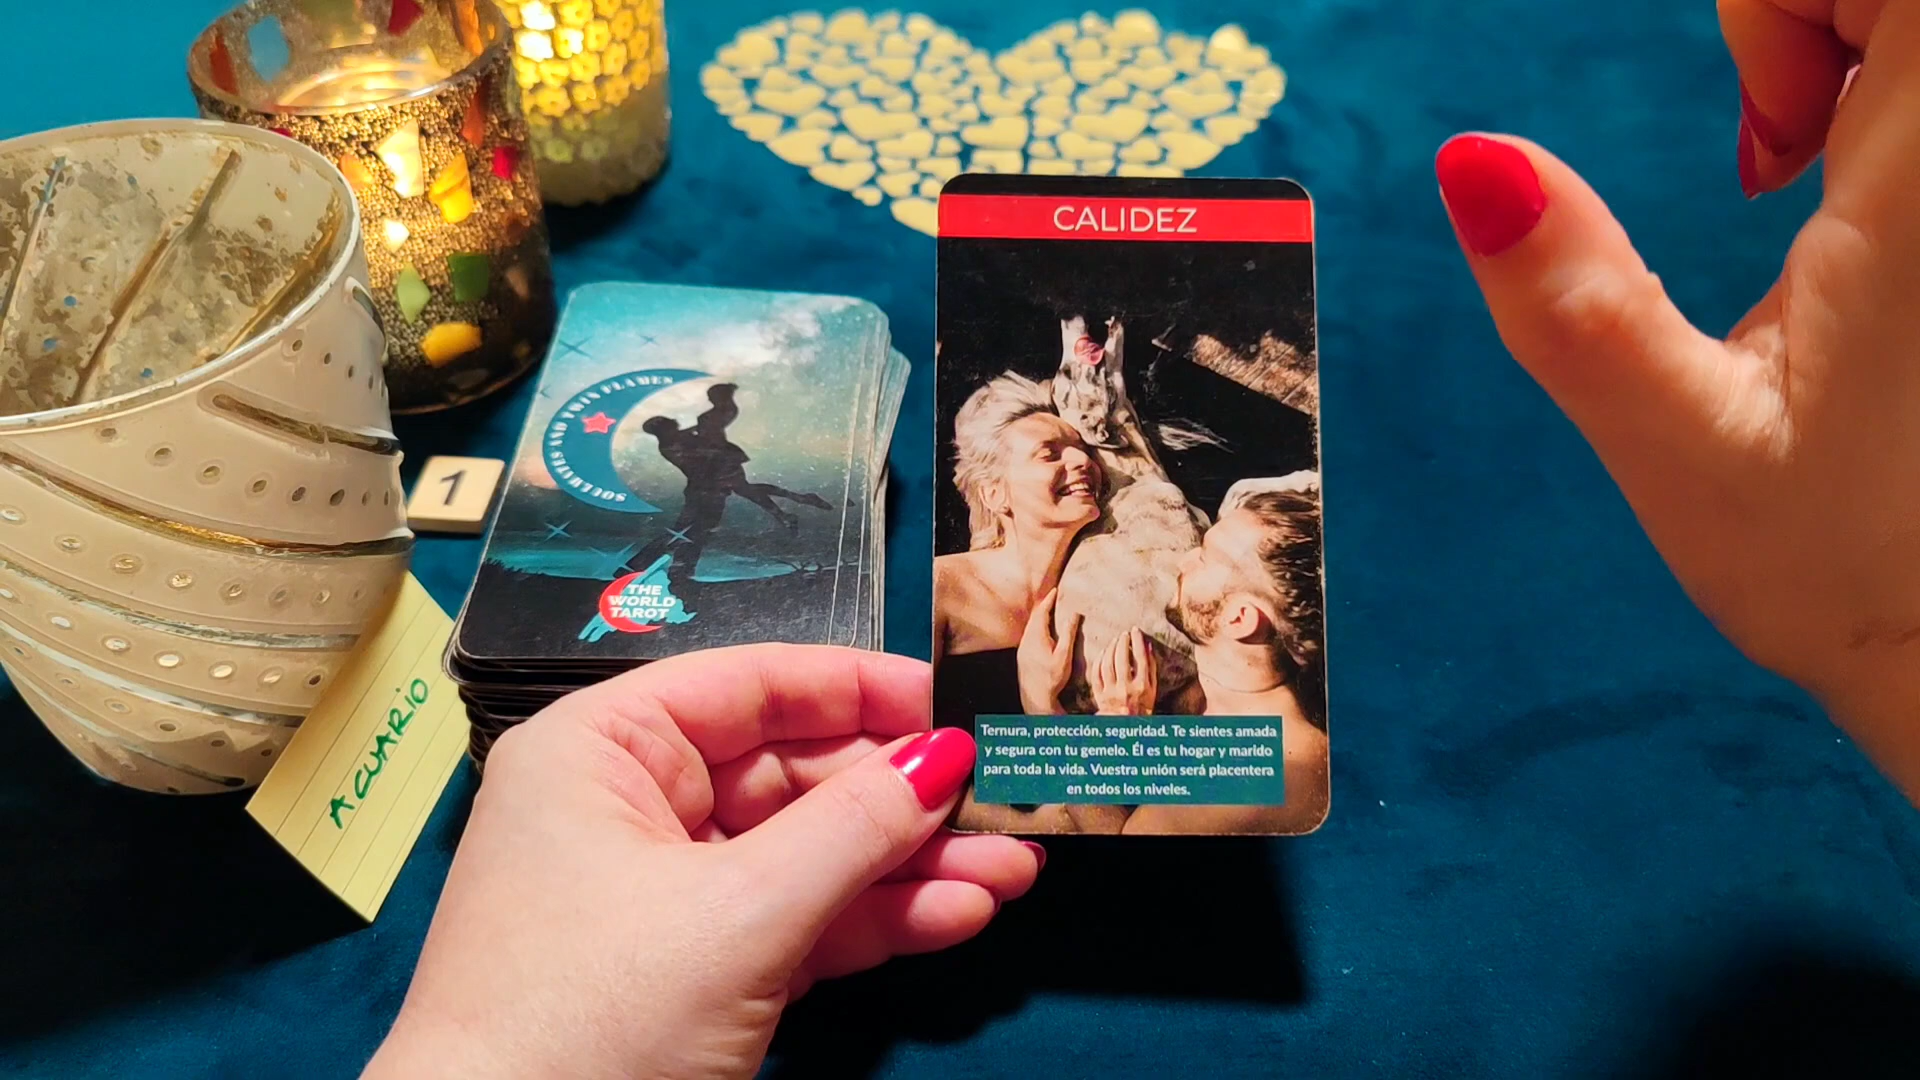 CALIDEZ
SOULMATES AND TWIN FLAMES
1
THE
WORLD
TAROT
ACUARIO
Ternura, protección, seguridad. Te sientes amada
y segura con tu gemelo. Él es tu hogar y marido
para toda la vida. Vuestra unión será placentera
en todos los niveles.